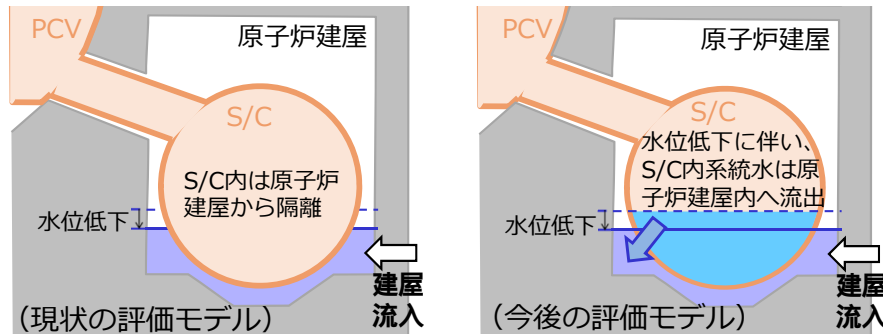 PCV
原子炉建屋
S/C
S/C内は原子炉
建屋から隔離
水位低下
建屋
流入
（現状の評価モデル）
PCV
原子炉建屋
S/C
水位低下に伴い、
S/C内系統水は原
子炉建屋内へ流出
水位低下
建屋
流入
（今後の評価モデル）